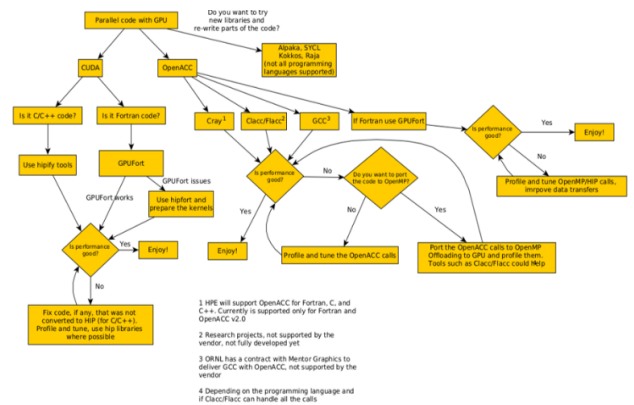 Parallel code with GPU
Do you want to try
new libraries and
re-write parts of the code?
Alpaka, SYCL
Kokkos, Raja
(not all programming
languages supported)
CUDA
OpenACC
Is it C/C++ code?
Is it Fortran code?
Cray1
Clacc/Flacc2
GCC3
If Fortran use GPUFort
Is performance
good?
Yes
Enjoy!
No
Profile and tune OpenMP/HIP calls,
imrpove data transfers
Use hipify tools
GPUFort
GPUFort works
GPUFort issues
Use hipfort and
prepare the kernels
Is performance
good?
No
Do you want to port
the code to OpenMP?
Yes
No
Yes
Enjoy!
Profile and tune the OpenACC calls
Port the OpenACC calls to OpenMP
Offloading to GPU and profile them.
Tools such as Clacc/Flacc could help
Is performance
good?
Yes
Enjoy!
No
Fix code, if any, that was not
converted to HIP (for C/C++).
Profile and tune, use hip libraries
where possible
1 HPE will support OpenACC for Fortran, C, and
C++. Currently is supported only for Fortran and
OpenACC v2.0
2 Research projects, not supported by the
vendor, not fully developed yet
3 ORNL has a contract with Mentor Graphics to
deliver GCC with OpenACC, not supported by the
vendor
4 Depending on the programming language and
if Clacc/Flacc can handle all the calls